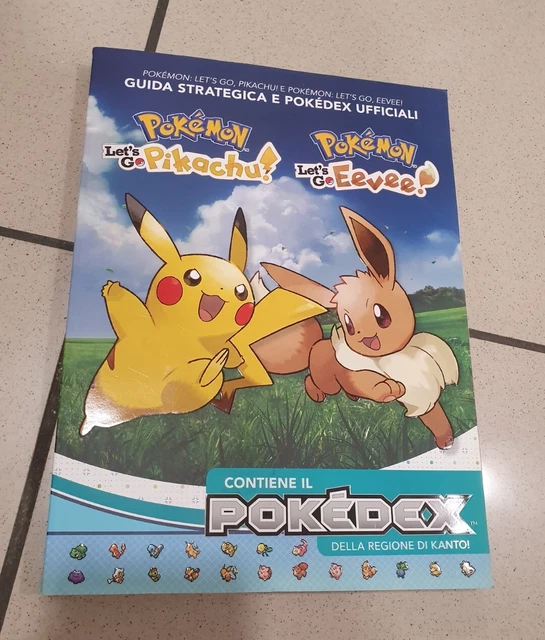 POKÉMON: LET'S GO, PIKACHU! E POKÉMON: LET'S GO, EEVEE!
GUIDA STRATEGICA E POKÉDEX UFFICIALI
POKÉMON
Let's Go Pikachu!
POKÉMON
Let's Go Eevee!
CONTIENE IL
POKÉDEX™
DELLA REGIONE DI KANTO!